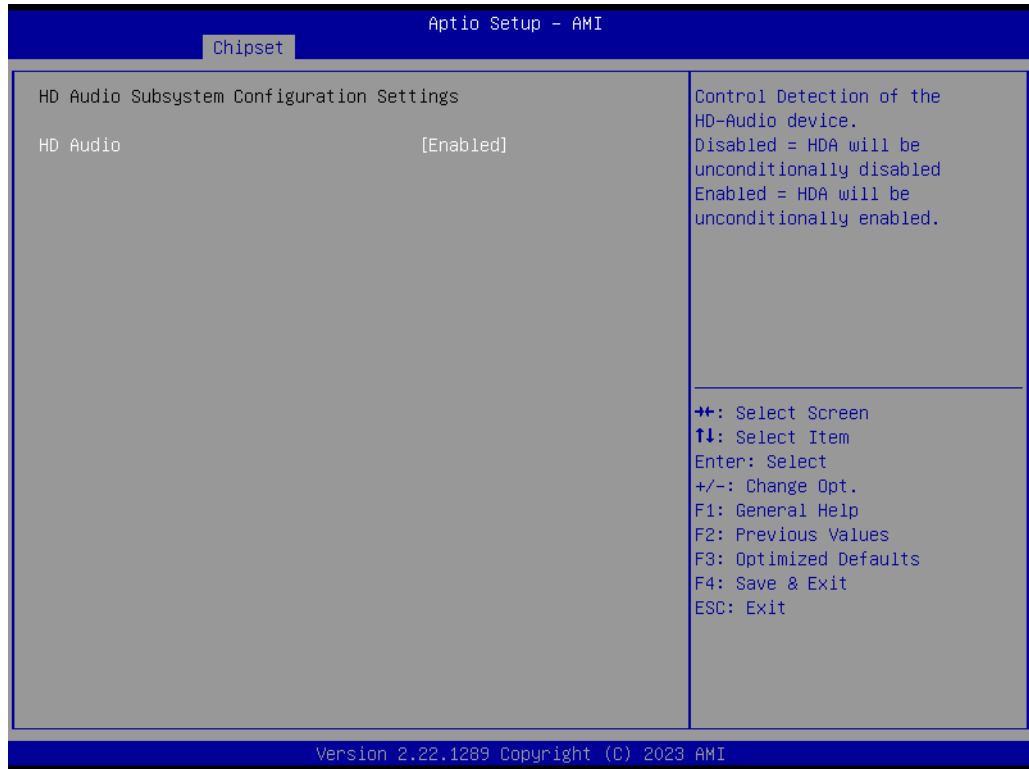 Aptio Setup – AMI
Chipset
HD Audio Subsystem Configuration Settings
HD Audio [Enabled]
Control Detection of the
HD-Audio device.
Disabled = HDA will be
unconditionally disabled
Enabled = HDA will be
unconditionally enabled.
→←: Select Screen
↑↓: Select Item
Enter: Select
+/-: Change Opt.
F1: General Help
F2: Previous Values
F3: Optimized Defaults
F4: Save & Exit
ESC: Exit
Version 2.22.1289 Copyright (C) 2023 AMI